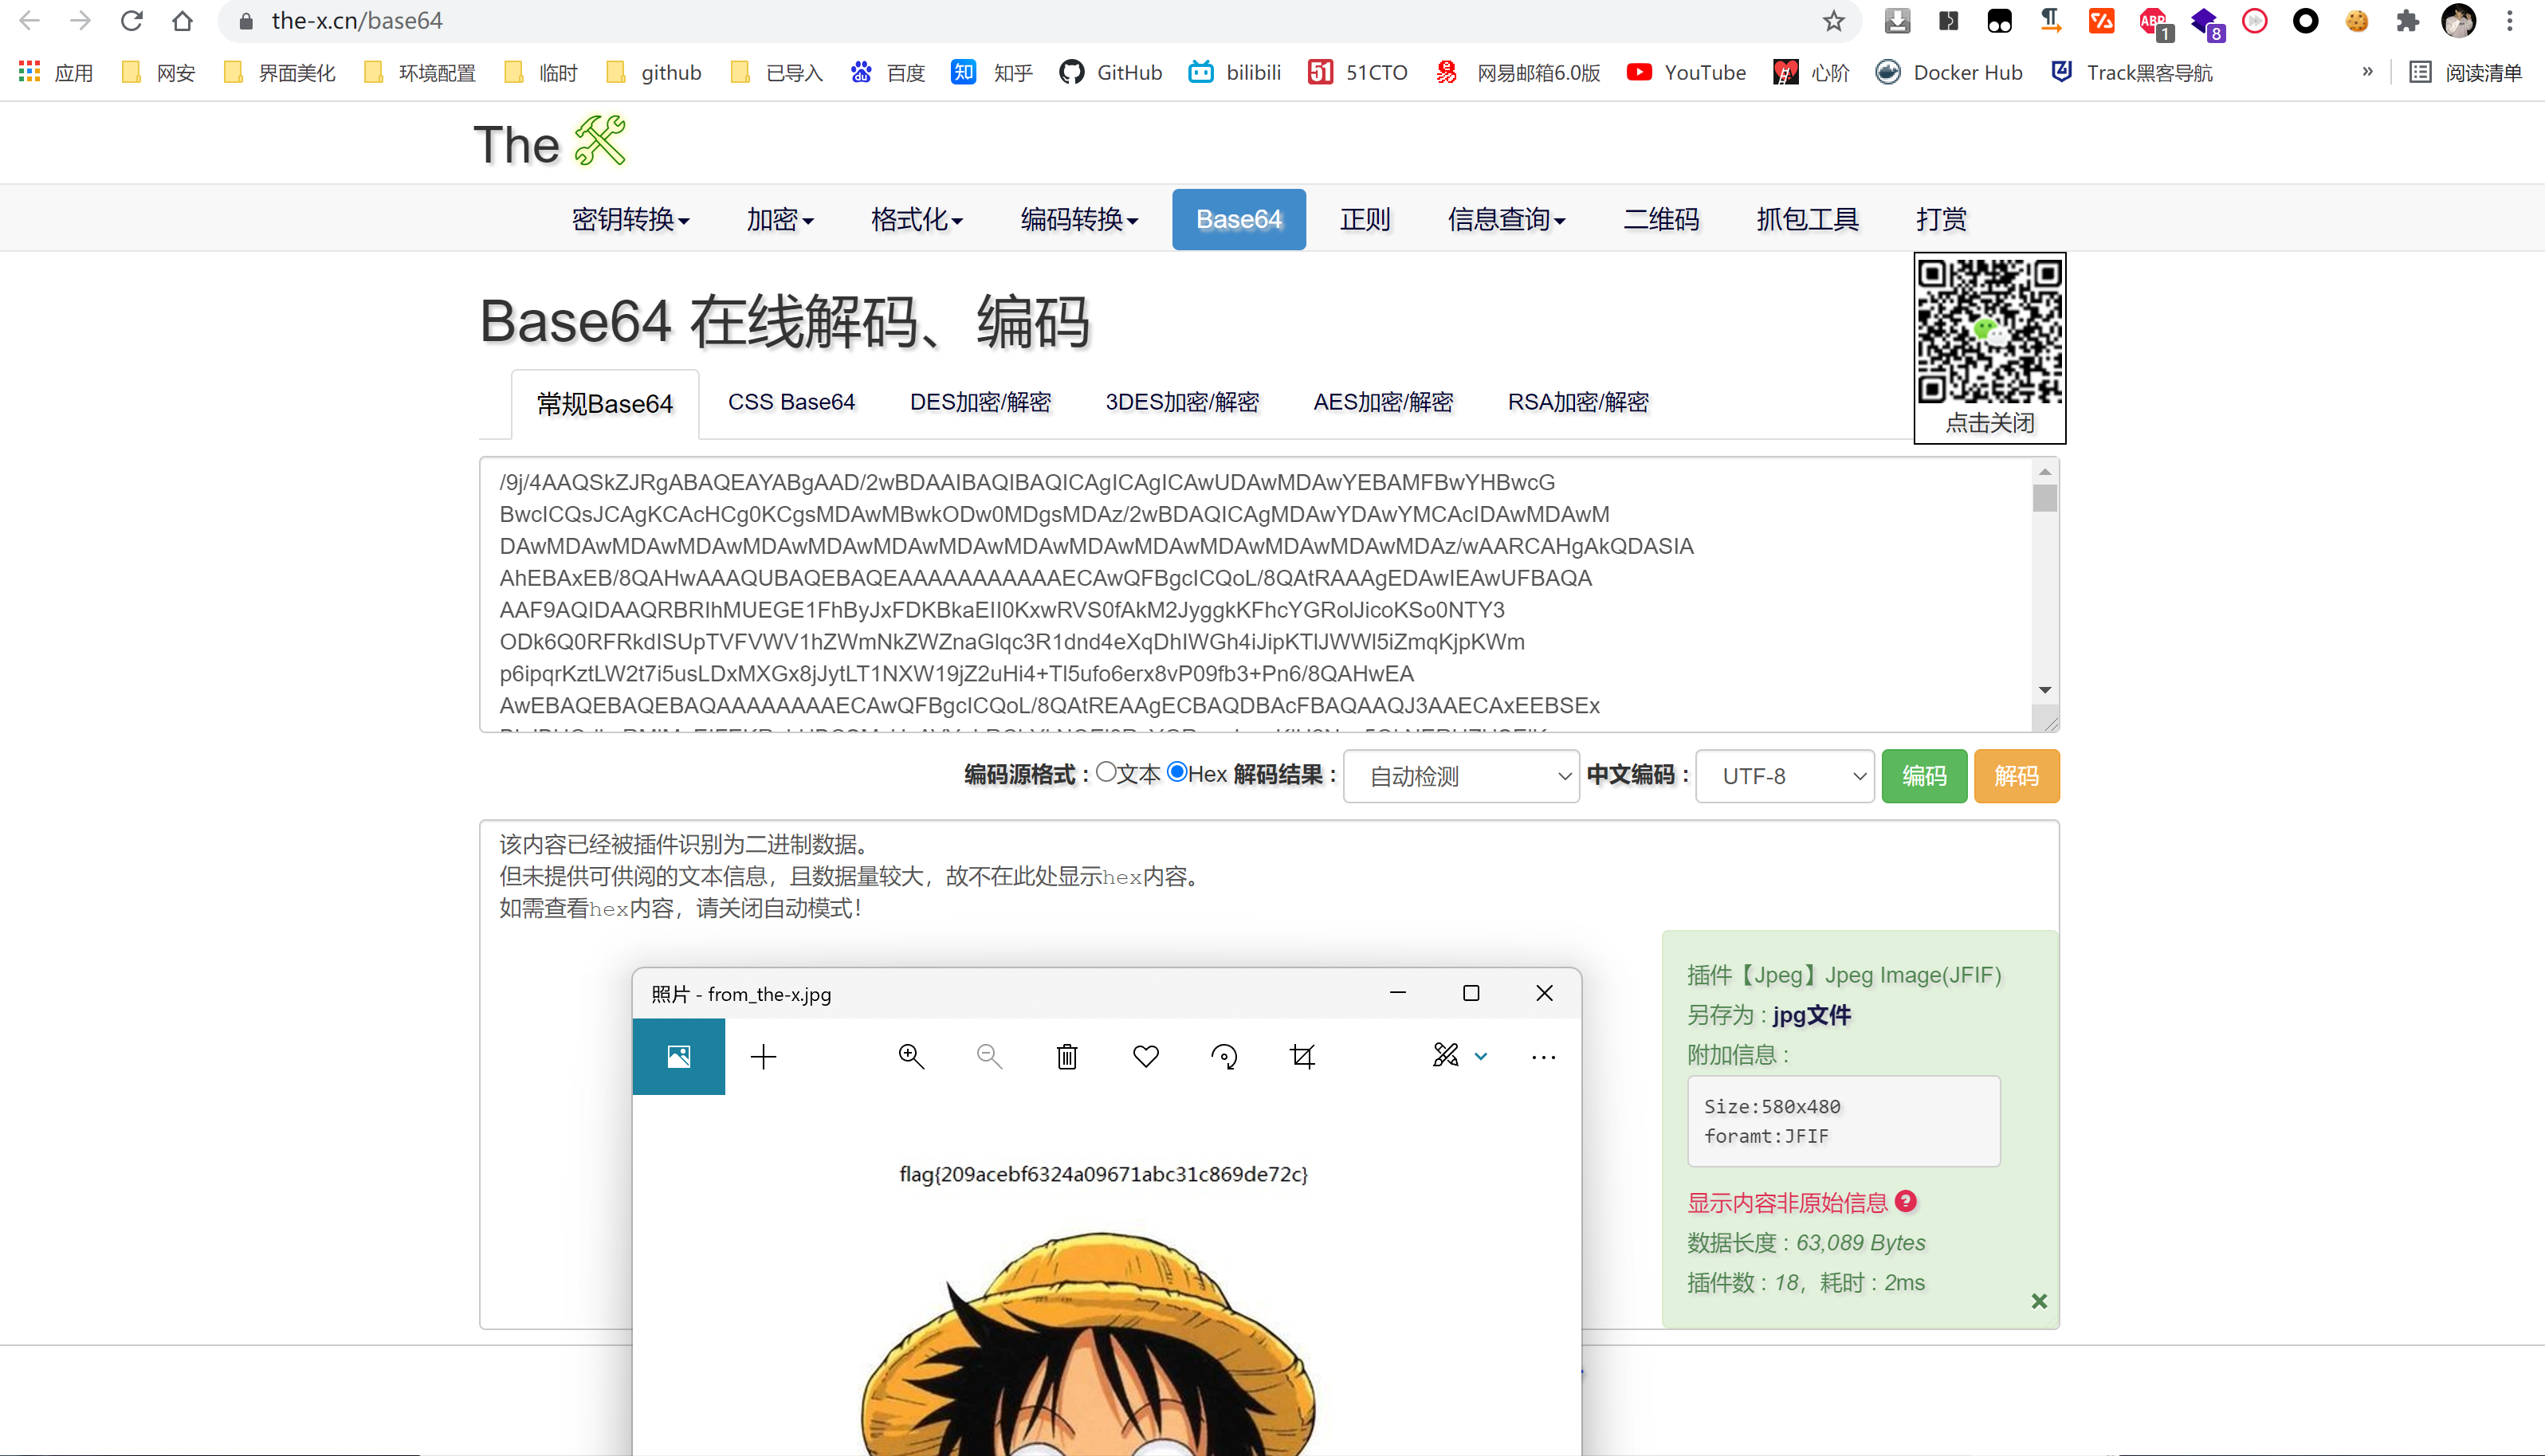 the-x.cn/base64
1
8
应用
网安
界面美化
环境配置
临时
github
已导入
百度
知 知乎
GitHub
bilibili
51 51CTO
易 网易邮箱6.0版
YouTube
心阶
Docker Hub
Track黑客导航
»
阅读清单
The
密钥转换
加密
格式化
编码转换
Base64
正则
信息查询
二维码
抓包工具
打赏
Base64 在线解码、编码
点击关闭
常规Base64
CSS Base64
DES加密/解密
3DES加密/解密
AES加密/解密
RSA加密/解密
/9j/4AAQSkZJRgABAQEAYABgAAD/2wBDAAIBAQIBAQICAgICAgICAwUDAwMDAwYEBAMFBwYHBwcG
BwcICQsJCAgKCAcHCg0KCgsMDAwMBwkODw0MDgsMDAz/2wBDAQICAgMDAwYDAwYMCAcIDAwMDAwM
DAwMDAwMDAwMDAwMDAwMDAwMDAwMDAwMDAwMDAwMDAwMDAwMDAwMDAwMDAz/wAARCAHgAkQDASIA
AhEBAxEB/8QAHwAAAQUBAQEBAQEAAAAAAAAAAAECAwQFBgcICQoL/8QAtRAAAgEDAwIEAwUFBAQA
AAF9AQIDAAQRBRIhMUEGE1FhByJxFDKBkaEII0KxwRVS0fAkM2JyggkKFhcYGRolJicoKSo0NTY3
ODk6Q0RFRkdISUpTVFVWV1hZWmNkZWZnaGlqc3R1dnd4eXqDhIWGh4iJipKTlJWWl5iZmqKjpKWm
p6ipqrKztLW2t7i5usLDxMXGx8jJytLT1NXW19jZ2uHi4+Tl5ufo6erx8vP09fb3+Pn6/8QAHwEA
AwEBAQEBAQEBAQAAAAAAAAECAwQFBgcICQoL/8QAtREAAgECBAQDBAcFBAQAAQJ3AAECAxEEBSEx
编码源格式 : 文本 Hex 解码结果 : 自动检测 中文编码 : UTF-8 编码 解码
该内容已经被插件识别为二进制数据。
但未提供可供阅的文本信息，且数据量较大，故不在此处显示hex内容。
如需查看hex内容，请关闭自动模式！
插件【Jpeg】Jpeg Image(JFIF)
另存为 : jpg文件
附加信息 :
Size:580x480
foramt:JFIF
显示内容非原始信息
数据长度 : 63,089 Bytes
插件数 : 18，耗时 : 2ms
照片 - from_the-x.jpg
flag{209acebf6324a09671abc31c869de72c}